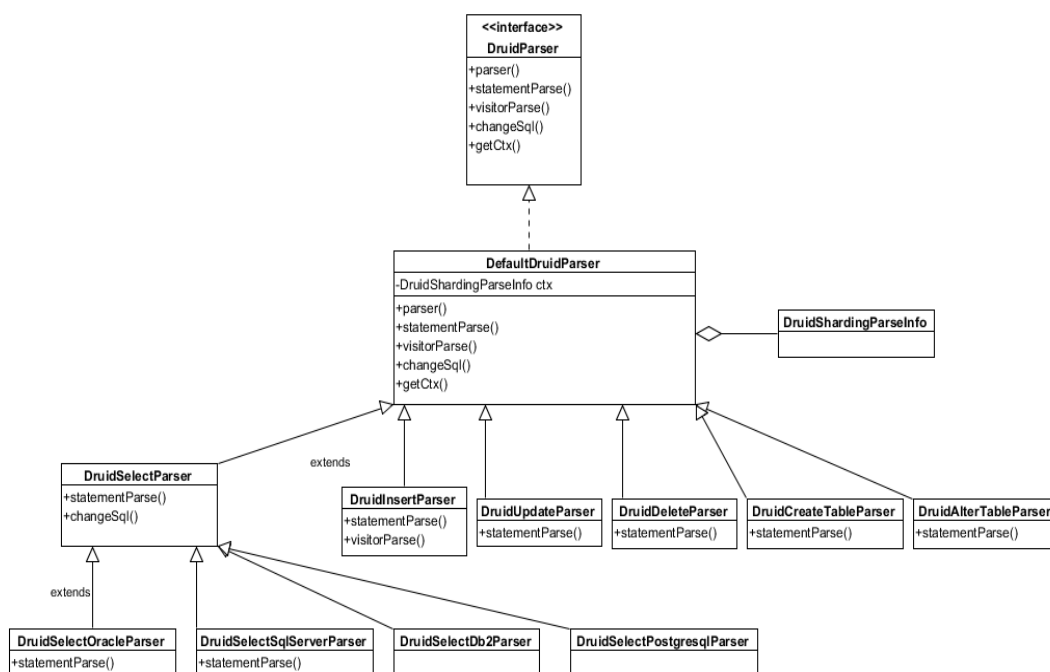 <<interface>>
DruidParser
+parser()
+statementParse()
+visitorParse()
+changeSql()
+getCtx()
DefaultDruidParser
-DruidShardingParseInfo ctx
+parser()
+statementParse()
+visitorParse()
+changeSql()
+getCtx()
DruidShardingParseInfo
extends
DruidSelectParser
+statementParse()
+changeSql()
DruidInsertParser
+statementParse()
+visitorParse()
DruidUpdateParser
+statementParse()
DruidDeleteParser
+statementParse()
DruidCreateTableParser
+statementParse()
DruidAlterTableParser
+statementParse()
extends
DruidSelectOracleParser
+statementParse()
DruidSelectSqlServerParser
+statementParse()
DruidSelectDb2Parser
DruidSelectPostgresqlParser